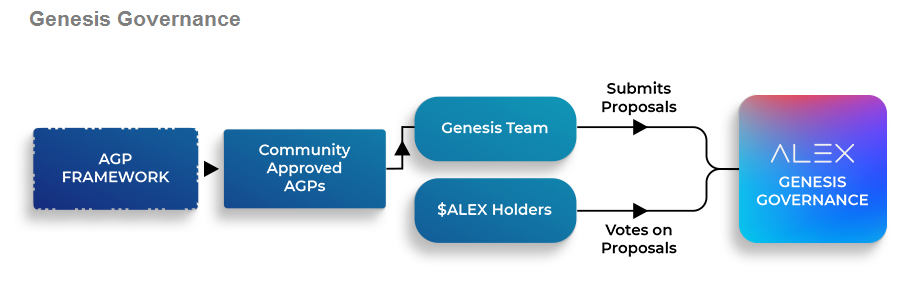 Genesis Governance
AGP
FRAMEWORK
Community
Approved
AGPs
Genesis Team
$ALEX Holders
Submits
Proposals
Votes on
Proposals
ALEX
GENESIS
GOVERNANCE